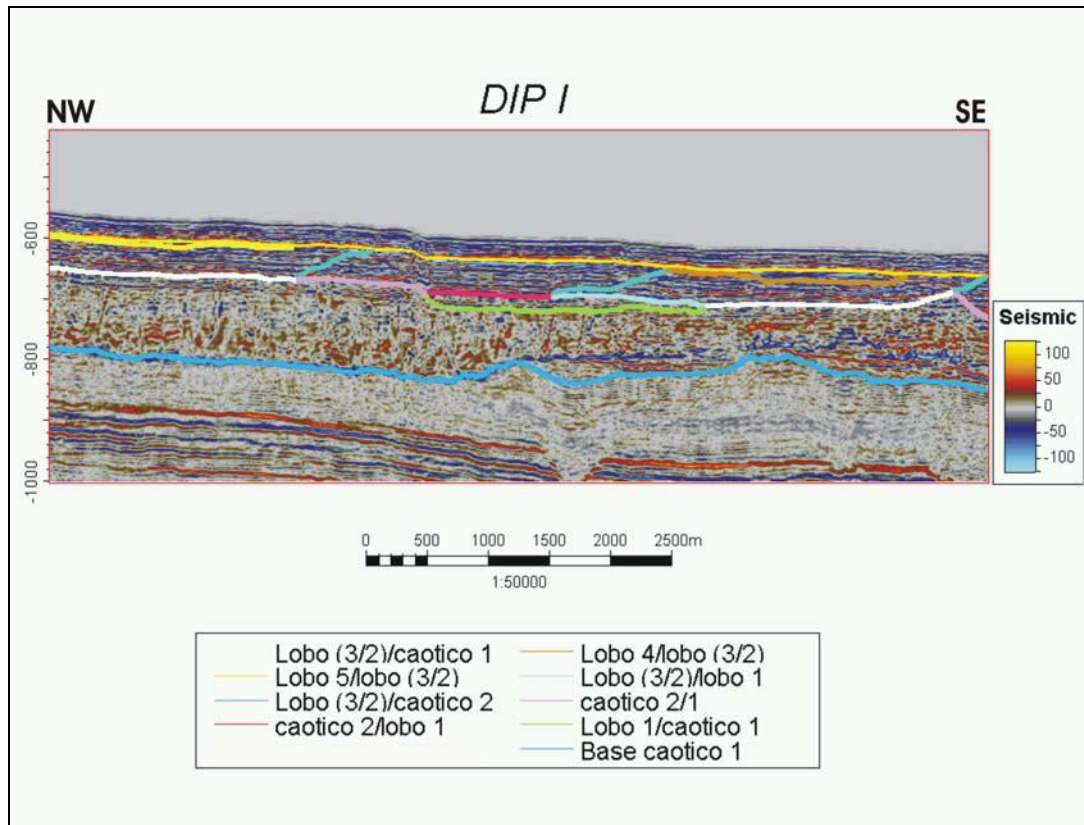 DIP I
NW
SE
-600
-800
-1000
Seismic
100
50
0
-50
-100
0 500 1000 1500 2000 2500m
1:50000
Lobo (3/2)/caotico 1
Lobo 5/lobo (3/2)
Lobo (3/2)/caotico 2
caotico 2/lobo 1
Lobo 4/lobo (3/2)
Lobo (3/2)/lobo 1
caotico 2/1
Lobo 1/caotico 1
Base caotico 1